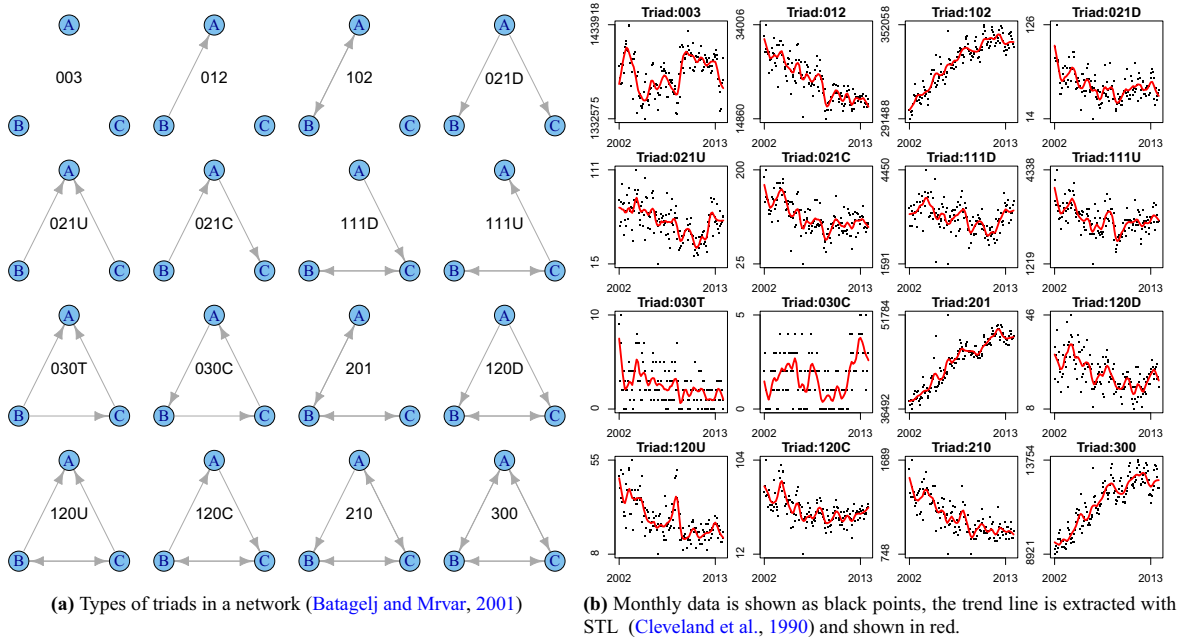 A
003
B C
A
012
B C
A
102
B C
A
021D
B C
A
021U
B C
A
021C
B C
A
111D
B C
A
111U
B C
A
030T
B C
A
030C
B C
A
201
B C
A
120D
B C
A
120U
B C
A
120C
B C
A
210
B C
A
300
B C
(a) Types of triads in a network (Batagelj and Mrvar, 2001)
Triad:003
1433918
1332575
2002 2013
Triad:012
34006
14860
2002 2013
Triad:102
352058
291488
2002 2013
Triad:021D
126
14
2002 2013
Triad:021U
111
15
2002 2013
Triad:021C
200
25
2002 2013
Triad:111D
4450
1591
2002 2013
Triad:111U
4338
1219
2002 2013
Triad:030T
10
0
2002 2013
Triad:030C
5
0
2002 2013
Triad:201
51784
36492
2002 2013
Triad:120D
46
8
2002 2013
Triad:120U
55
8
2002 2013
Triad:120C
104
12
2002 2013
Triad:210
1689
748
2002 2013
Triad:300
13754
8921
2002 2013
(b) Monthly data is shown as black points, the trend line is extracted with
STL (Cleveland et al., 1990) and shown in red.